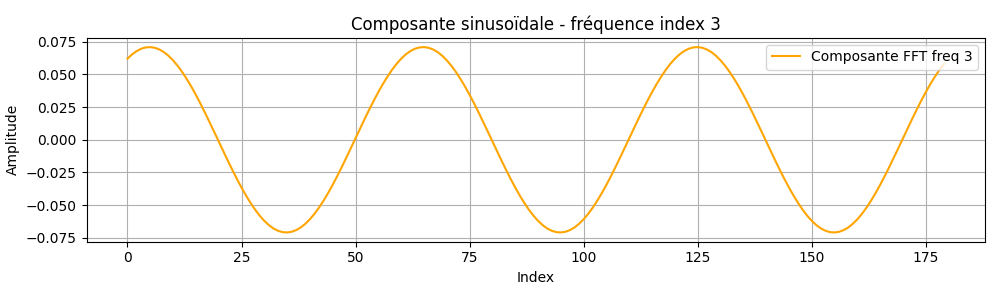 Composante sinusoïdale - fréquence index 3
Amplitude
0.075
0.050
0.025
0.000
−0.025
−0.050
−0.075
Composante FFT freq 3
0 25 50 75 100 125 150 175
Index